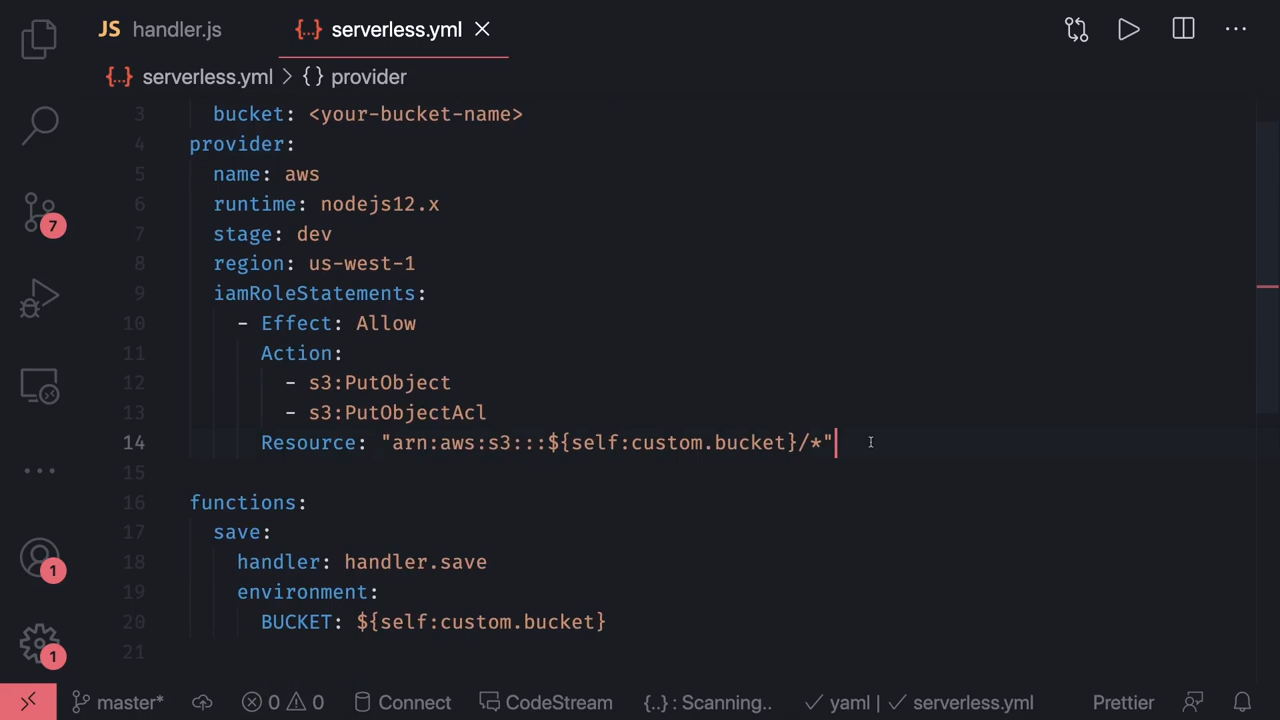 JS handler.js
{...} serverless.yml
{...} serverless.yml > {} provider
3 bucket: <your-bucket-name>
4 provider:
5 name: aws
6 runtime: nodejs12.x
7 stage: dev
8 region: us-west-1
9 iamRoleStatements:
10 - Effect: Allow
11 Action:
12 - s3:PutObject
13 - s3:PutObjectAcl
14 Resource: "arn:aws:s3:::${self:custom.bucket}/*"
15
16 functions:
17 save:
18 handler: handler.save
19 environment:
20 BUCKET: ${self:custom.bucket}
21
7
1
1
master* 0 0 Connect CodeStream {..} : Scanning.. yaml | serverless.yml Prettier